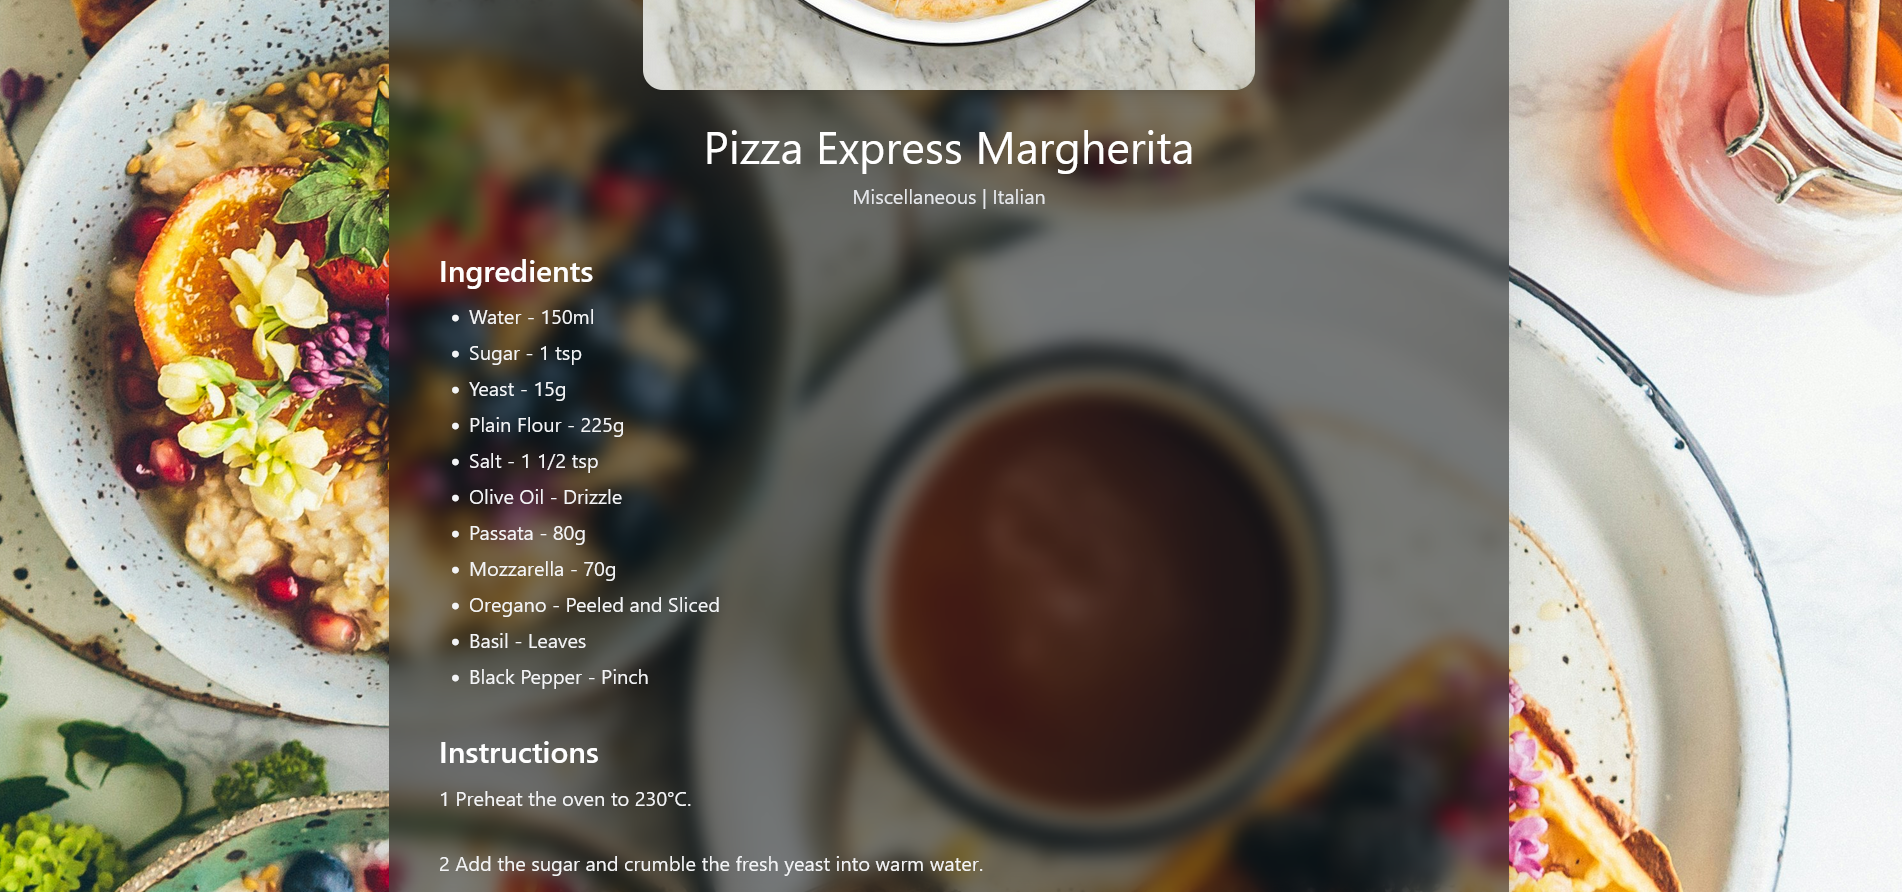 Pizza Express Margherita
Miscellaneous | Italian
Ingredients
• Water - 150ml
• Sugar - 1 tsp
• Yeast - 15g
• Plain Flour - 225g
• Salt - 1 1/2 tsp
• Olive Oil - Drizzle
• Passata - 80g
• Mozzarella - 70g
• Oregano - Peeled and Sliced
• Basil - Leaves
• Black Pepper - Pinch
Instructions
1 Preheat the oven to 230°C.
2 Add the sugar and crumble the fresh yeast into warm water.